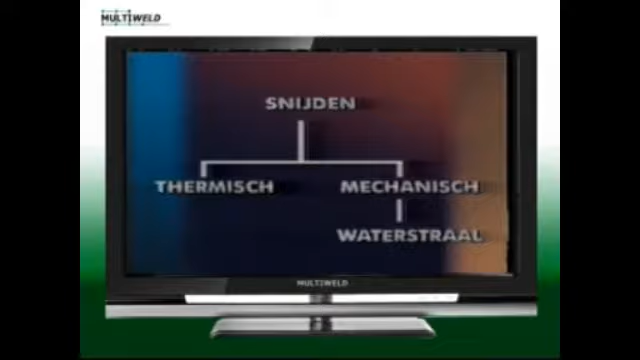 MULTIWELD
SNIJDEN
THERMISCH MECHANISCH
WATERSTRAAL
MULTIWELD